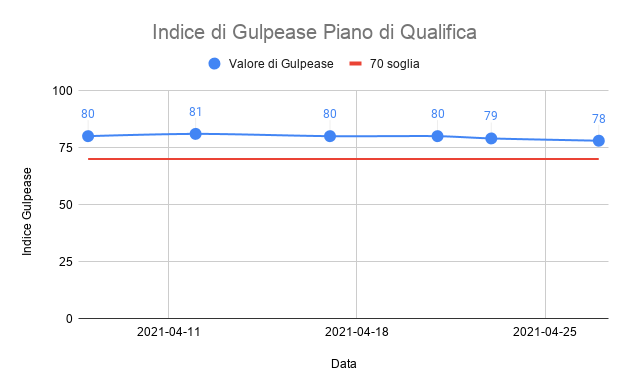 Indice di Gulpease Piano di Qualifica
Valore di Gulpease 70 soglia
100
80 81 80 80 79 78
75
50
25
0
Indice Gulpease
2021-04-11 2021-04-18 2021-04-25
Data